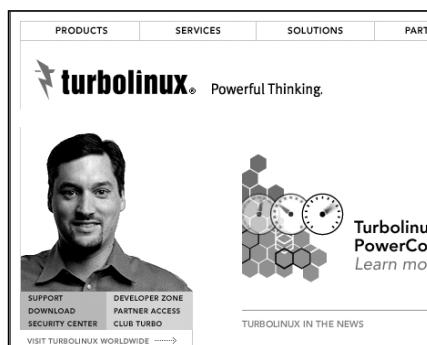 PRODUCTS SERVICES SOLUTIONS
turbolinux® Powerful Thinking.
Learn
SUPPORT DEVELOPER ZONE
DOWNLOAD PARTNER ACCESS
SECURITY CENTER CLUB TURBO
VISIT TURBOLINUX WORLDWIDE
TURBOLINUX IN THE NEWS